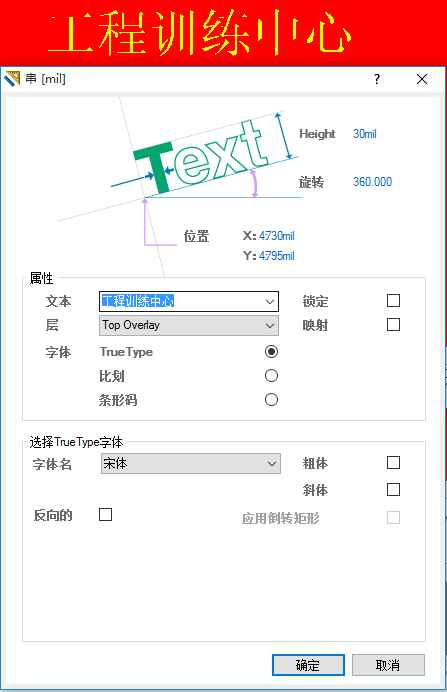 工程训练中心
串 [mil]
Text
Height 30mil
旋转 360.000
位置 X: 4730mil
Y: 4795mil
属性
文本 工程训练中心 锁定
层 Top Overlay 映射
字体 TrueType
比划
条形码
选择TrueType字体
字体名 宋体 粗体
斜体
反向的 应用倒转矩形
确定 取消